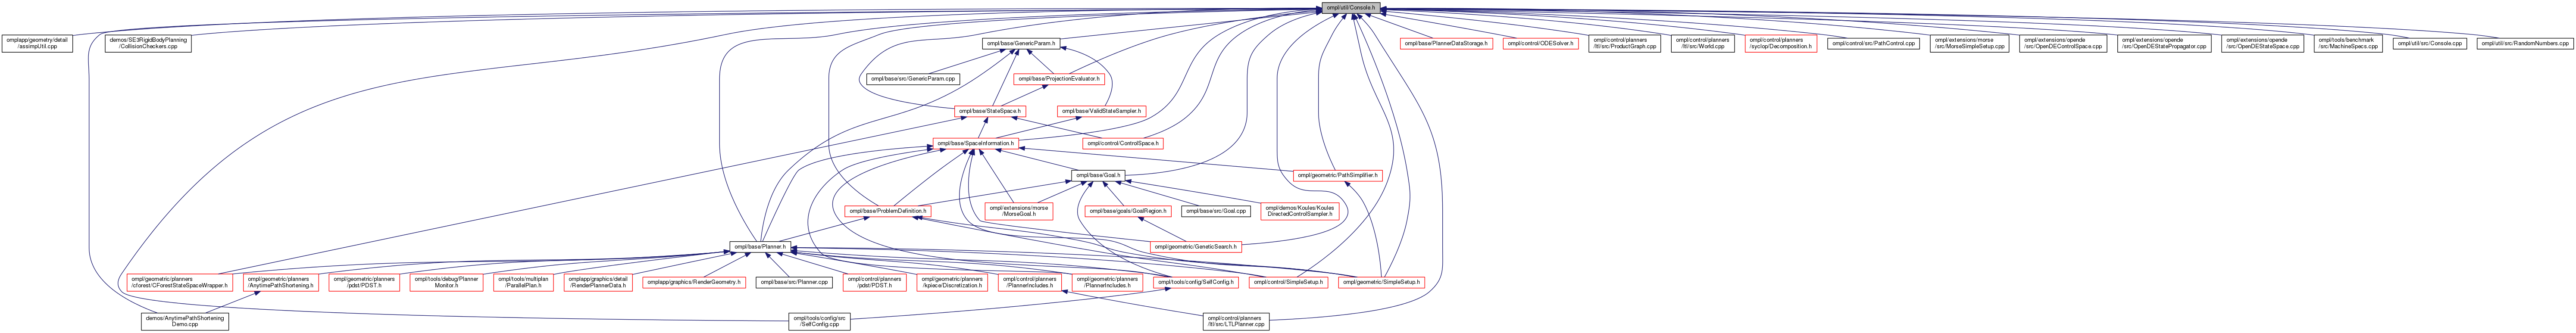 ompl/util/Console.h
omplapp/geometry/detail
/assimpUtil.cpp
demos/SE3RigidBodyPlanning
/CollisionCheckers.cpp
ompl/base/GenericParam.h
ompl/base/PlannerDataStorage.h
ompl/control/ODESolver.h
ompl/control/planners
/ltl/src/ProductGraph.cpp
ompl/control/planners
/ltl/src/World.cpp
ompl/control/planners
/syclop/Decomposition.h
ompl/control/src/PathControl.cpp
ompl/extensions/morse
/src/MorseSimpleSetup.cpp
ompl/extensions/opende
/src/OpenDEControlSpace.cpp
ompl/extensions/opende
/src/OpenDEStatePropagator.cpp
ompl/extensions/opende
/src/OpenDEStateSpace.cpp
ompl/tools/benchmark
/src/MachineSpecs.cpp
ompl/util/src/Console.cpp
ompl/util/src/RandomNumbers.cpp
ompl/base/src/GenericParam.cpp
ompl/base/ProjectionEvaluator.h
ompl/base/StateSpace.h
ompl/base/ValidStateSampler.h
ompl/base/SpaceInformation.h
ompl/control/ControlSpace.h
ompl/base/Goal.h
ompl/geometric/PathSimplifier.h
ompl/base/ProblemDefinition.h
ompl/extensions/morse
/MorseGoal.h
ompl/base/goals/GoalRegion.h
ompl/base/src/Goal.cpp
ompl/demos/Koules/Koules
DirectedControlSampler.h
ompl/base/Planner.h
ompl/geometric/GeneticSearch.h
ompl/geometric/planners
/cforest/CForestStateSpaceWrapper.h
ompl/geometric/planners
/AnytimePathShortening.h
ompl/geometric/planners
/pdst/PDST.h
ompl/tools/debug/Planner
Monitor.h
ompl/tools/multiplan
/ParallelPlan.h
omplapp/graphics/detail
/RenderPlannerData.h
omplapp/graphics/RenderGeometry.h
ompl/base/src/Planner.cpp
ompl/control/planners
/pdst/PDST.h
ompl/geometric/planners
/kpiece/Discretization.h
ompl/control/planners
/PlannerIncludes.h
ompl/geometric/planners
/PlannerIncludes.h
ompl/tools/config/SelfConfig.h
ompl/control/SimpleSetup.h
ompl/geometric/SimpleSetup.h
demos/AnytimePathShortening
Demo.cpp
ompl/tools/config/src
/SelfConfig.cpp
ompl/control/planners
/ltl/src/LTLPlanner.cpp